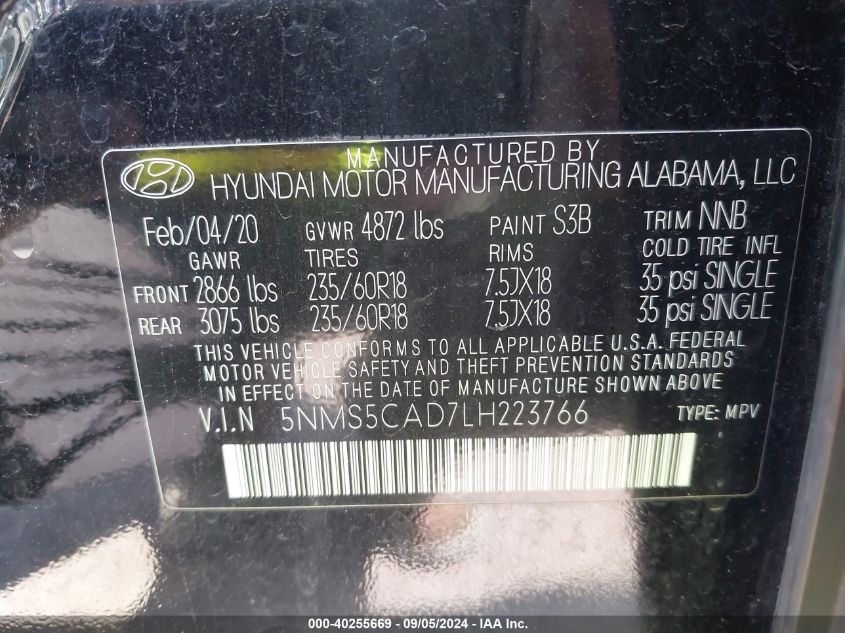 MANUFACTURED BY
HYUNDAI MOTOR MANUFACTURING ALABAMA, LLC
Feb/04/20 GVWR 4872 lbs PAINT S3B TRIM NNB
GAWR TIRES RIMS COLD TIRE INFL
FRONT 2866 lbs 235/60R18 7.5JX18 35 psi SINGLE
REAR 3075 lbs 235/60R18 7.5JX18 35 psi SINGLE
THIS VEHICLE CONFORMS TO ALL APPLICABLE U.S.A. FEDERAL
MOTOR VEHICLE SAFETY AND THEFT PREVENTION STANDARDS
IN EFFECT ON THE DATE OF MANUFACTURE SHOWN ABOVE.
V.I.N 5NMS5CAD7LH223766 TYPE: MPV
000-40255669 - 09/05/2024 - © IAA Services, Inc.